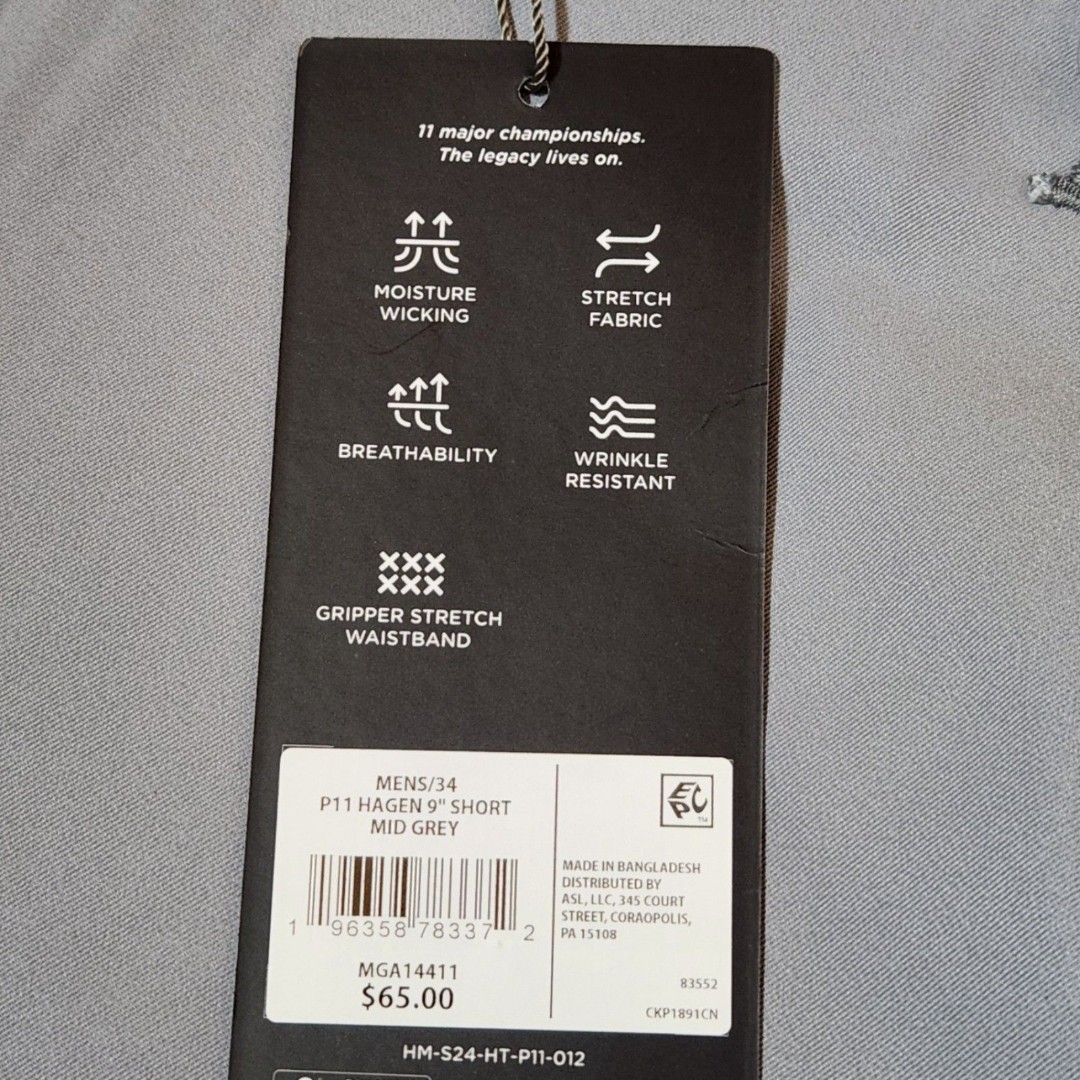 11 major championships.
The legacy lives on.
MOISTURE
WICKING
STRETCH
FABRIC
BREATHABILITY
WRINKLE
RESISTANT
GRIPPER STRETCH
WAISTBAND
MENS/34
P11 HAGEN 9" SHORT
MID GREY
1 96358 78337 2
MGA14411
$65.00
EPC
TM
MADE IN BANGLADESH
DISTRIBUTED BY
ASL, LLC, 345 COURT
STREET, CORAOPOLIS,
PA 15108
83552
CKP1891CN
HM-S24-HT-P11-012